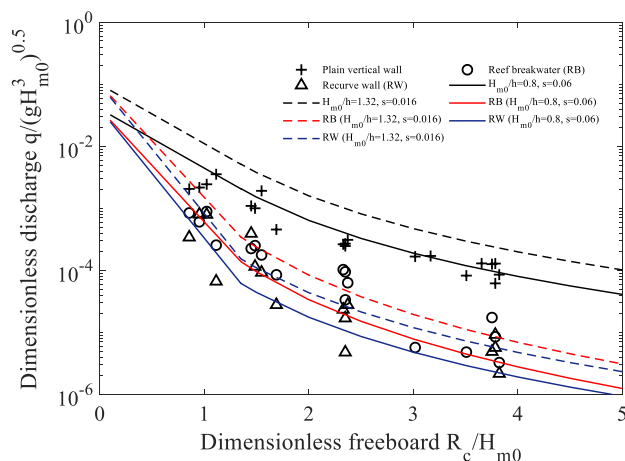 Dimensionless discharge q/(gH³m0)^0.5
10^0
10^-2
10^-4
10^-6
Plain vertical wall
Recurve wall (RW)
H_m0/h=1.32, s=0.016
RB (H_m0/h=1.32, s=0.016)
RW (H_m0/h=1.32, s=0.016)
Reef breakwater (RB)
H_m0/h=0.8, s=0.06
RB (H_m0/h=0.8, s=0.06)
RW (H_m0/h=0.8, s=0.06)
0 1 2 3 4 5
Dimensionless freeboard R_c/H_m0